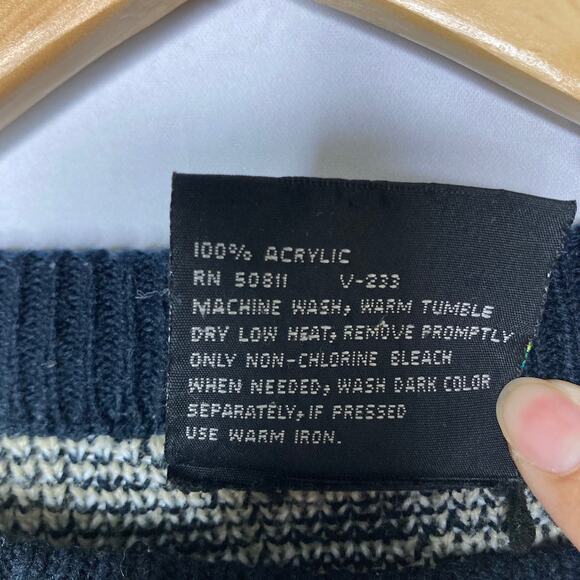 100% ACRYLIC
RN 50811 V-233
MACHINE WASH, WARM TUMBLE
DRY LOW HEAT, REMOVE PROMPTLY
ONLY NON-CHLORINE BLEACH
WHEN NEEDED, WASH DARK COLOR
SEPARATELY, IF PRESSED
USE WARM IRON.